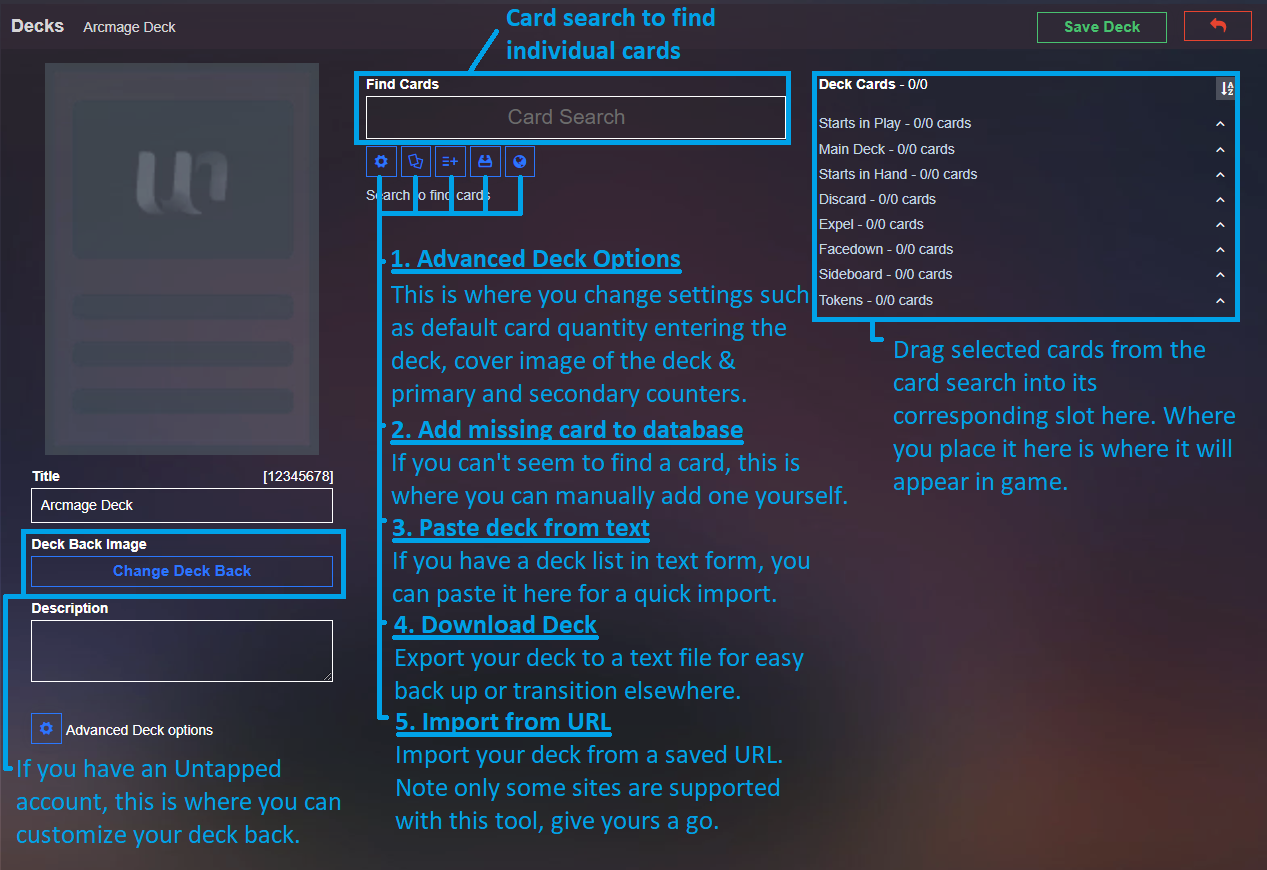 Decks Arcmage Deck
Card search to find
individual cards
Save Deck
un
Find Cards
Card Search
Search to find cards
Deck Cards - 0/0
Starts in Play - 0/0 cards
Main Deck - 0/0 cards
Starts in Hand - 0/0 cards
Discard - 0/0 cards
Expel - 0/0 cards
Facedown - 0/0 cards
Sideboard - 0/0 cards
Tokens - 0/0 cards
Drag selected cards from the
card search into its
corresponding slot here. Where
you place it here is where it will
appear in game.
1. Advanced Deck Options
This is where you change settings such
as default card quantity entering the
deck, cover image of the deck &
primary and secondary counters.
2. Add missing card to database
If you can't seem to find a card, this is
where you can manually add one yourself.
3. Paste deck from text
If you have a deck list in text form, you
can paste it here for a quick import.
4. Download Deck
Export your deck to a text file for easy
back up or transition elsewhere.
5. Import from URL
Import your deck from a saved URL.
Note only some sites are supported
with this tool, give yours a go.
Title [12345678]
Arcmage Deck
Deck Back Image
Change Deck Back
Description
Advanced Deck options
If you have an Untapped
account, this is where you can
customize your deck back.